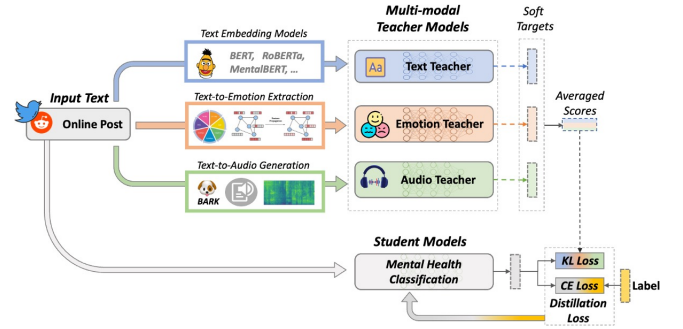 Multi-modal
Teacher Models
Soft
Targets
Text Embedding Models
BERT, RoBERTa,
MentalBERT, ...
Aa
Text Teacher
Input Text
Online Post
Text-to-Emotion Extraction
Emotion Teacher
Averaged
Scores
Text-to-Audio Generation
BARK
Audio Teacher
Student Models
Mental Health
Classification
KL Loss
CE Loss
Label
Distillation
Loss